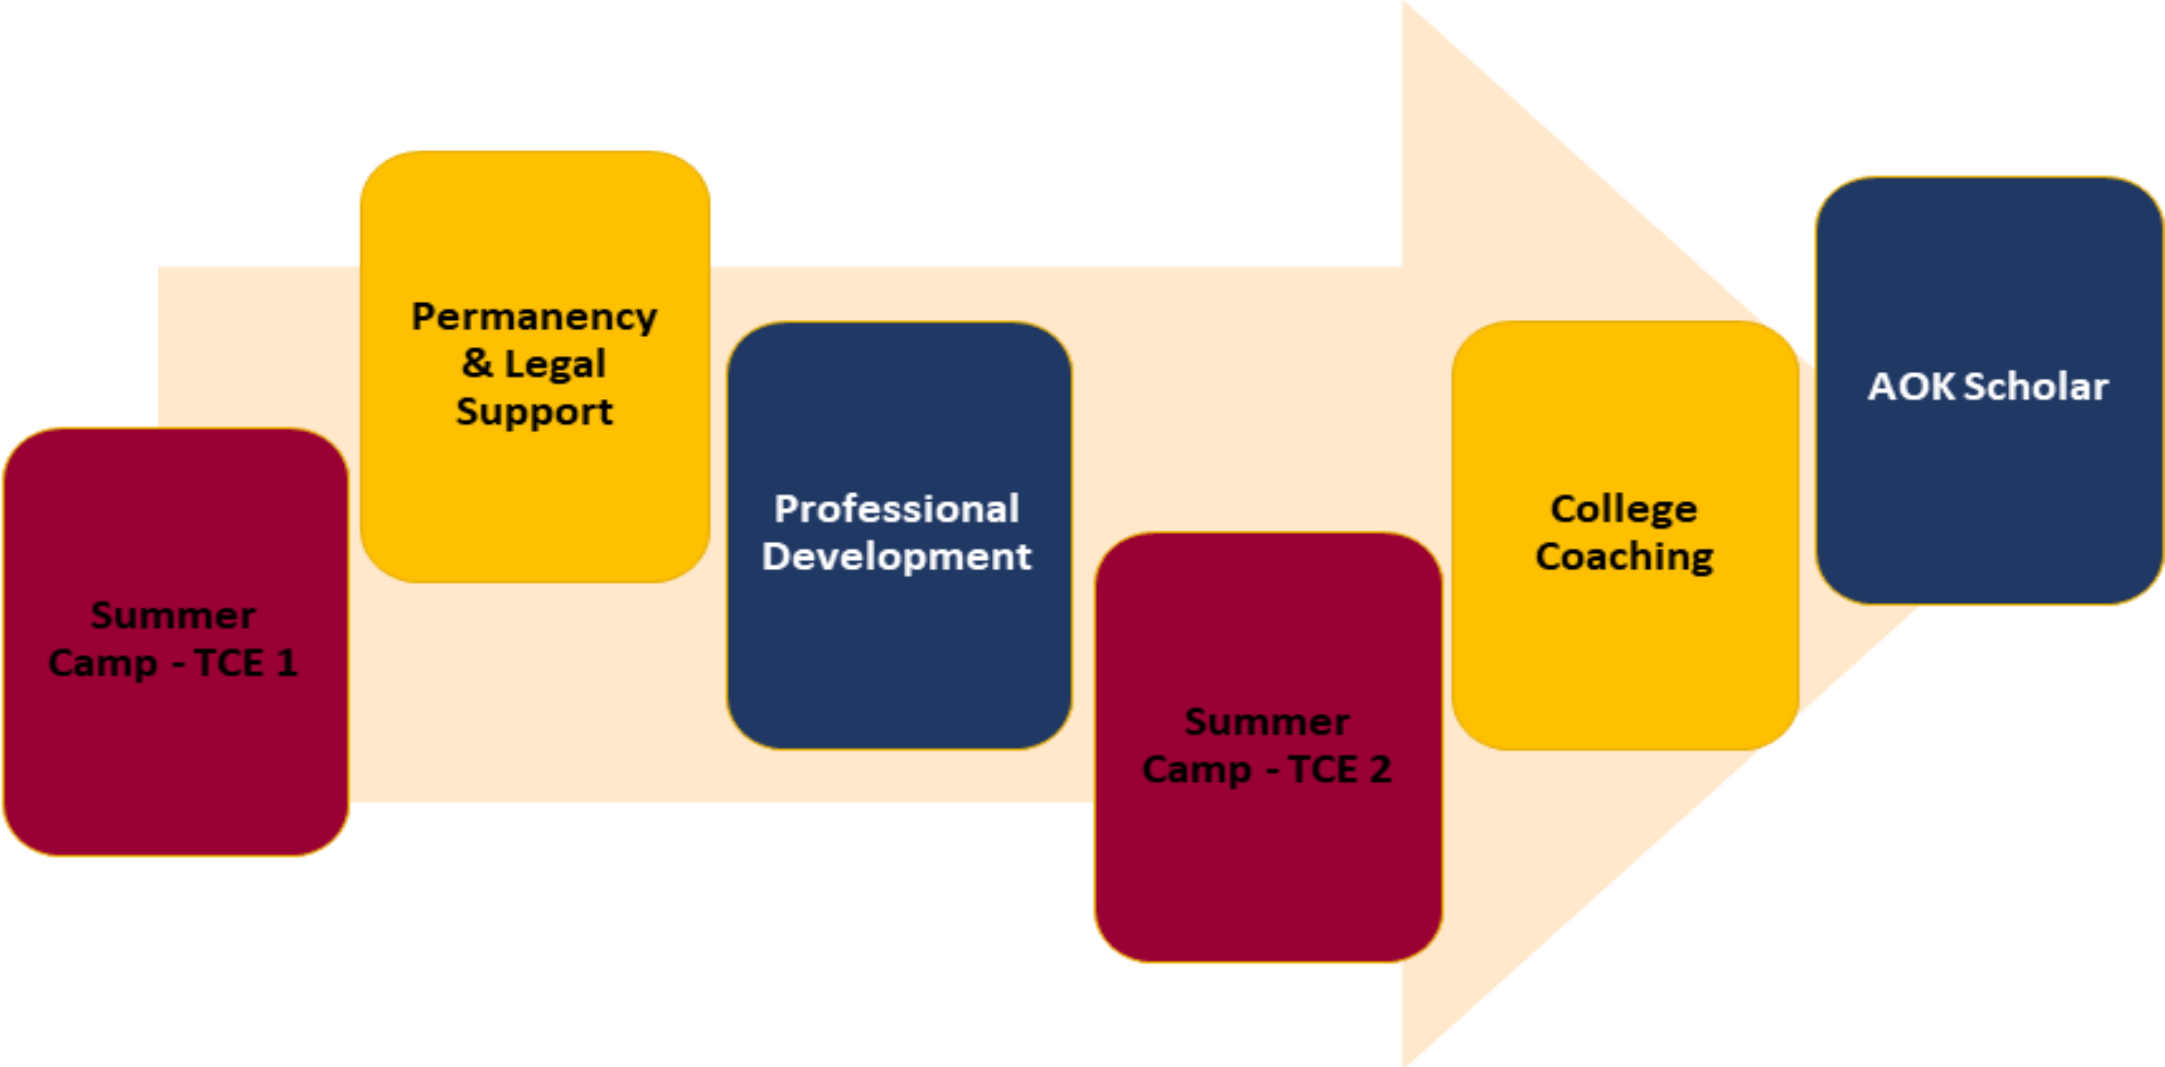 Summer
Camp - TCE 1
Permanency
& Legal
Support
Professional
Development
Summer
Camp - TCE 2
College
Coaching
AOK Scholar